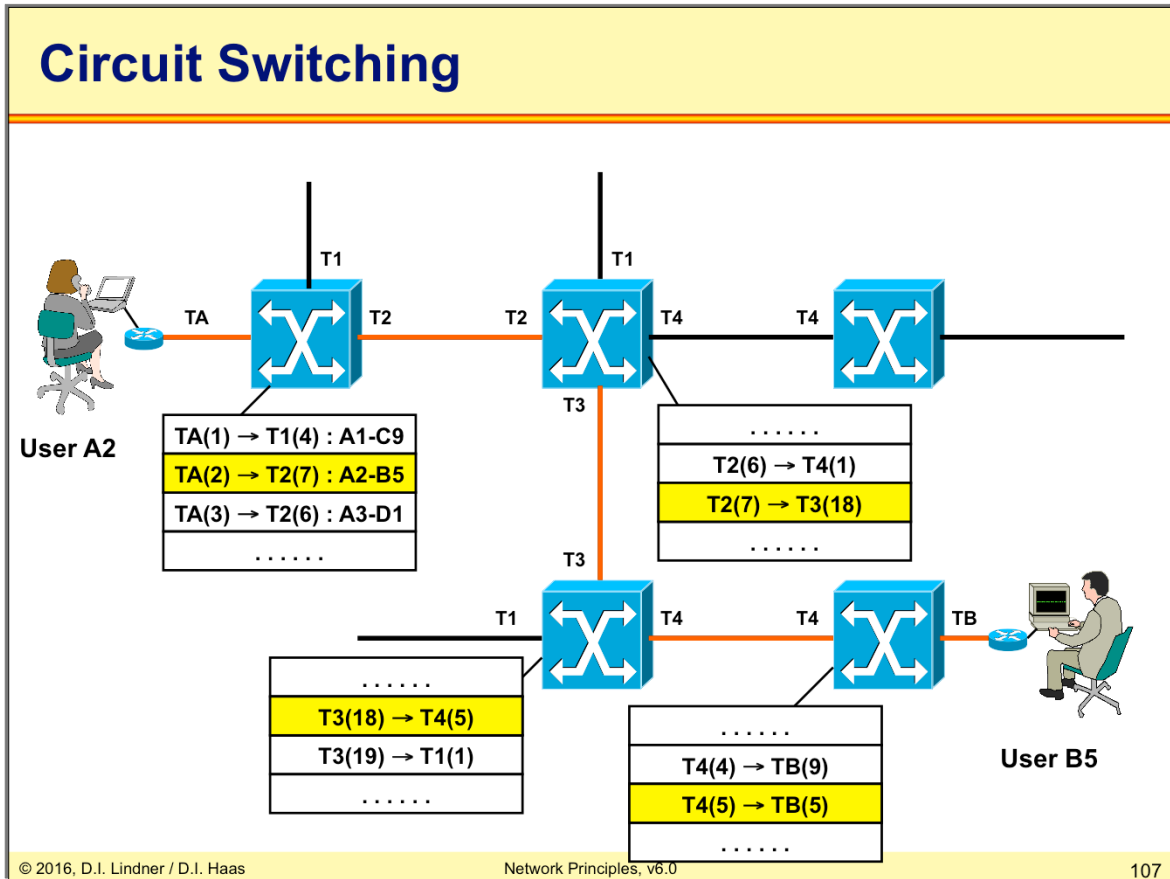 Circuit Switching
T1
T1
TA
T2
T2
T4
T4
T3
User A2
TA(1) → T1(4) : A1-C9
TA(2) → T2(7) : A2-B5
TA(3) → T2(6) : A3-D1
. . . . . .
. . . . . .
T2(6) → T4(1)
T2(7) → T3(18)
. . . . . .
T3
T1
T4
T4
TB
. . . . . .
T3(18) → T4(5)
T3(19) → T1(1)
. . . . . .
. . . . . .
T4(4) → TB(9)
T4(5) → TB(5)
. . . . . .
User B5
© 2016, D.I. Lindner / D.I. Haas
Network Principles, v6.0
107